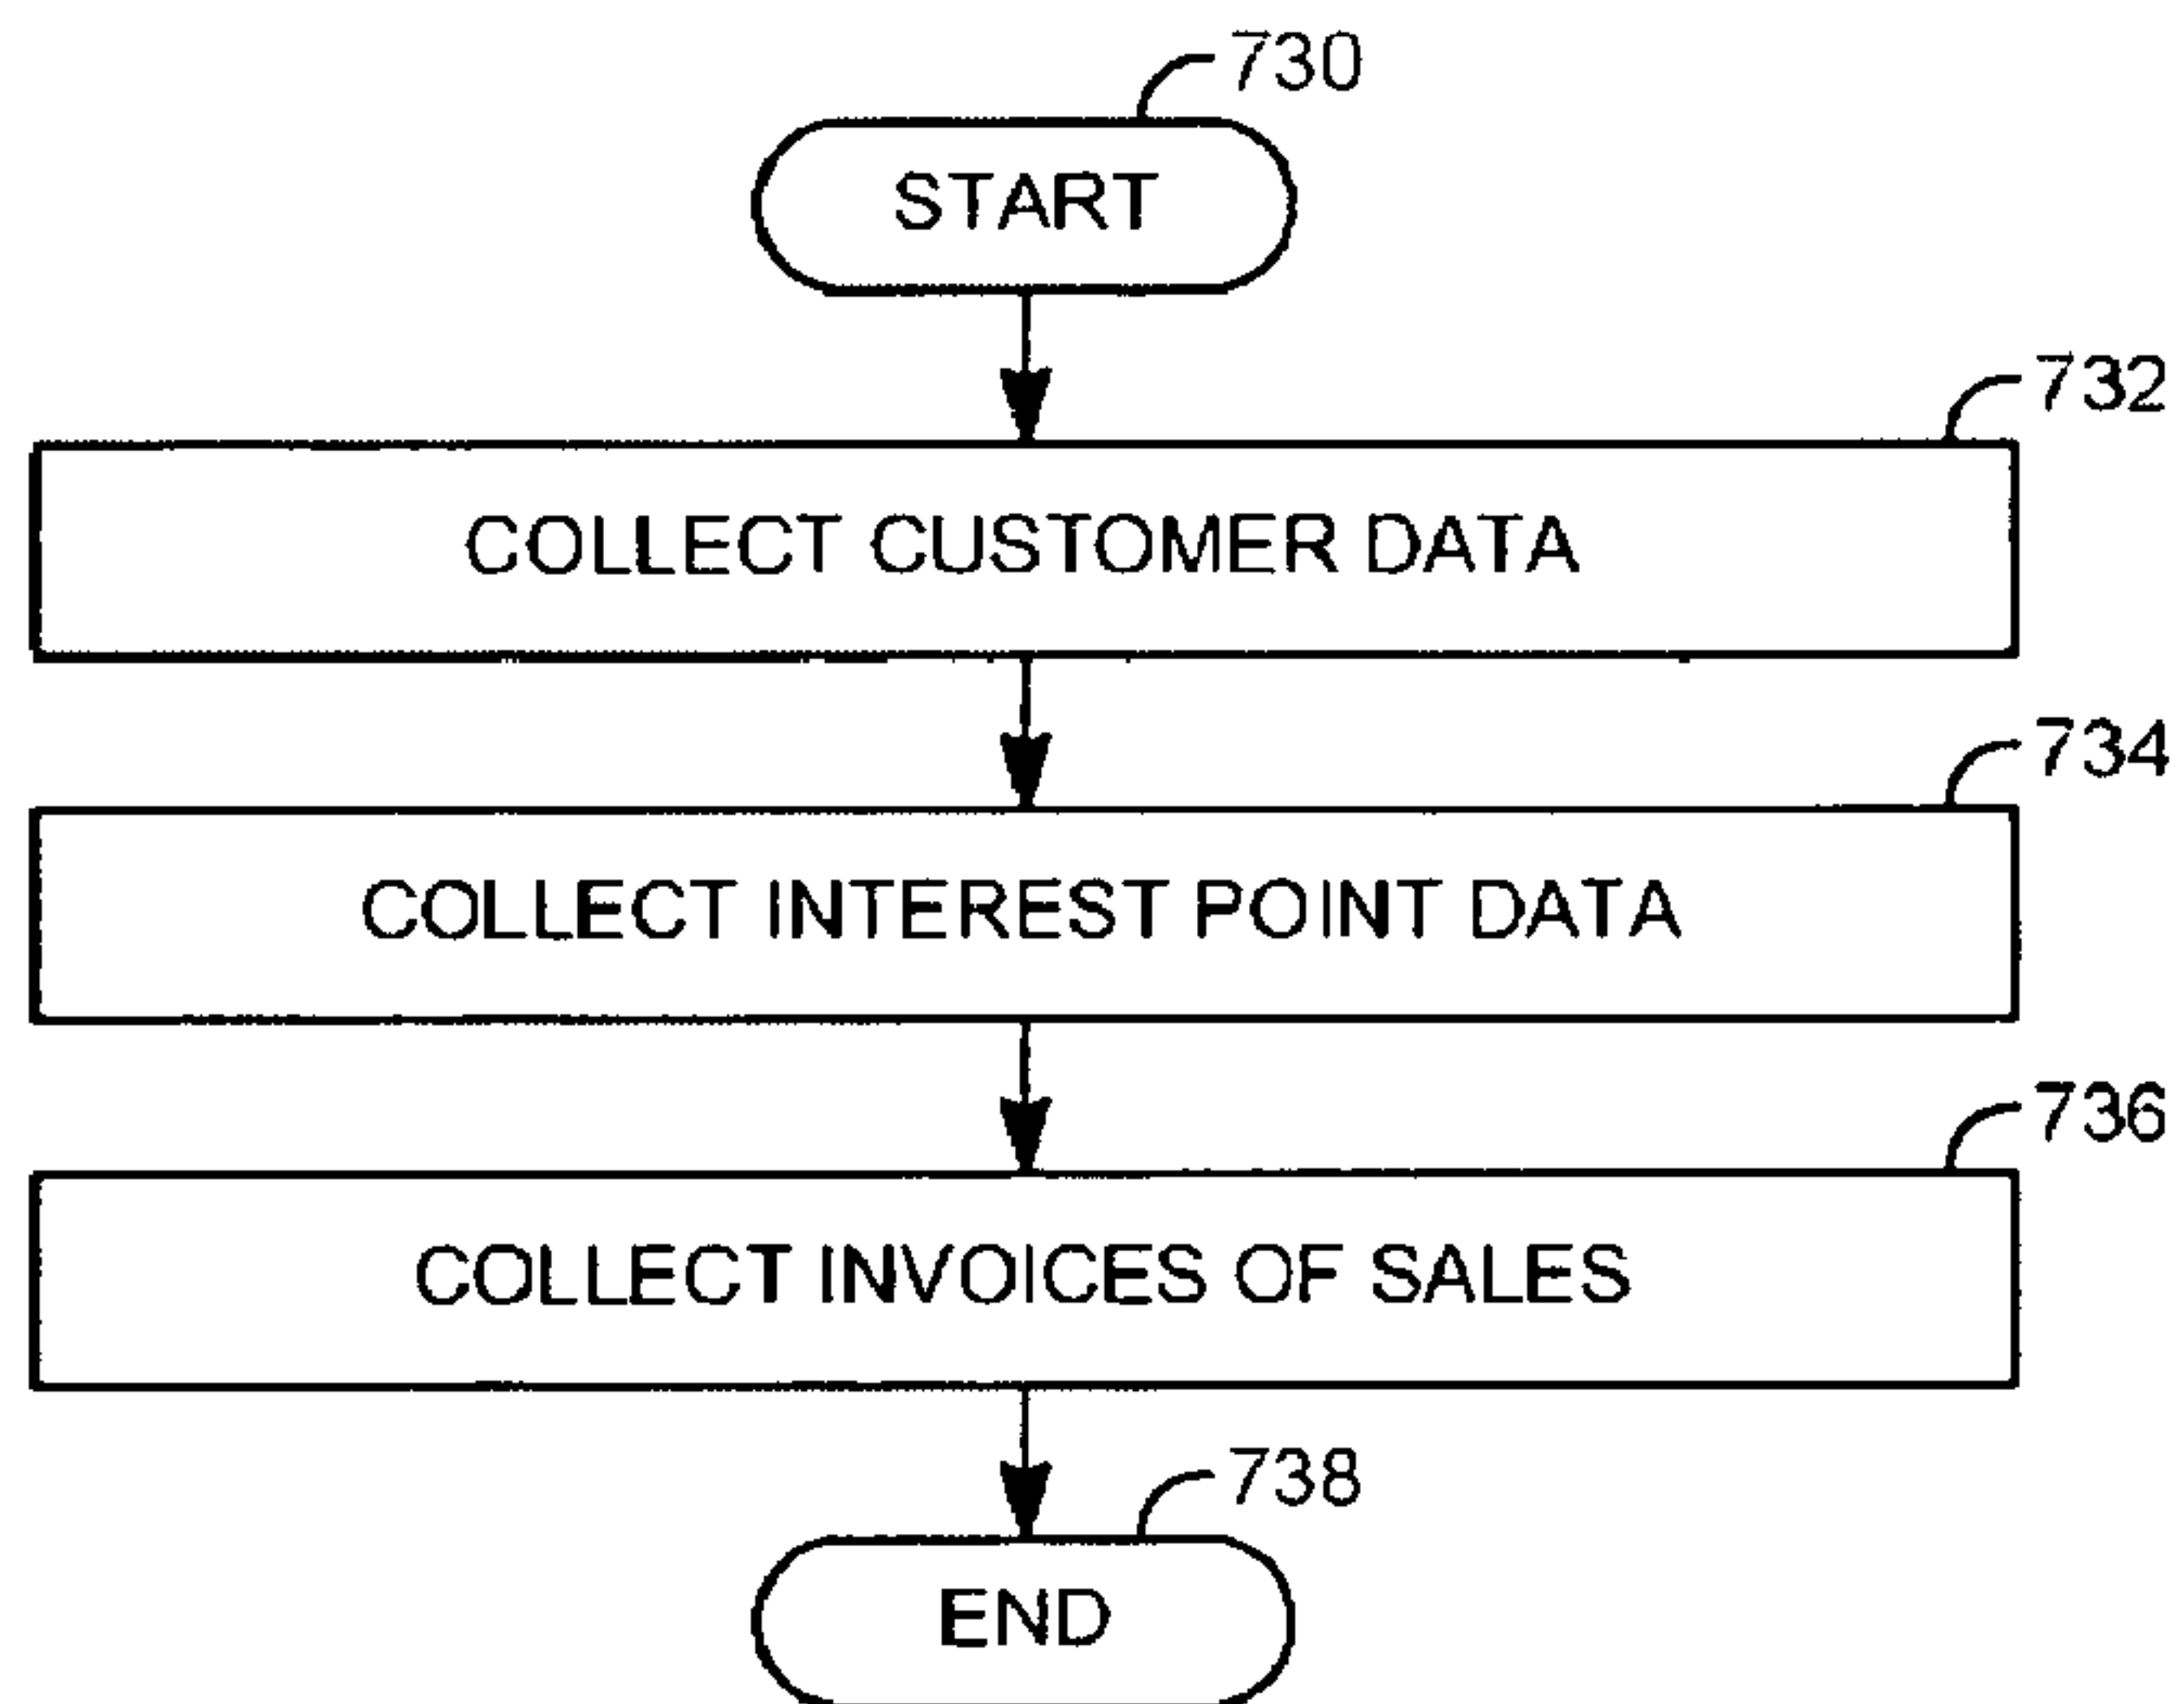 730
START
732
COLLECT CUSTOMER DATA
734
COLLECT INTEREST POINT DATA
736
COLLECT INVOICES OF SALES
738
END